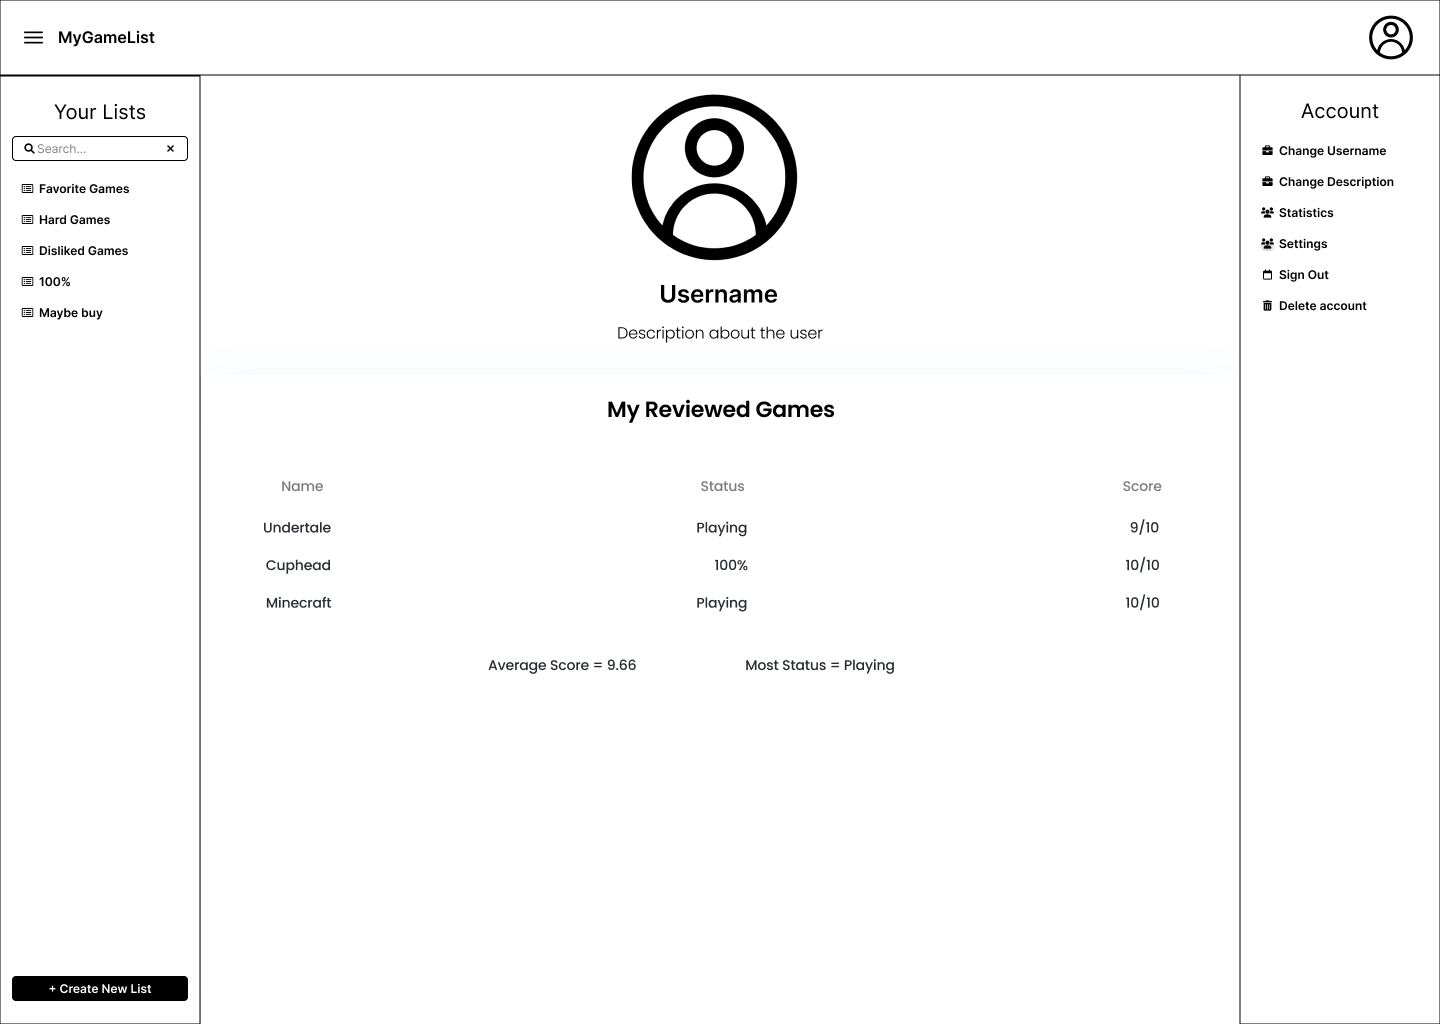 MyGameList
Your Lists
Search...
Favorite Games
Hard Games
Disliked Games
100%
Maybe buy
+ Create New List
Username
Description about the user
My Reviewed Games
Name Status Score
Undertale Playing 9/10
Cuphead 100% 10/10
Minecraft Playing 10/10
Average Score = 9.66 Most Status = Playing
Account
Change Username
Change Description
Statistics
Settings
Sign Out
Delete account